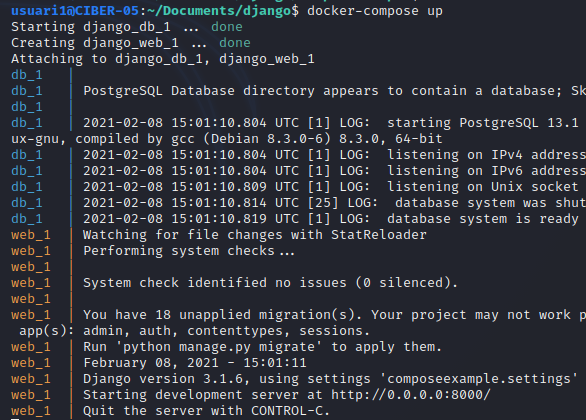 usuari1@CIBER-05:~/Documents/django$ docker-compose up
Starting django_db_1 ... done
Creating django_web_1 ... done
Attaching to django_db_1, django_web_1
db_1   |
db_1   | PostgreSQL Database directory appears to contain a database; Sk
db_1   |
db_1   | 2021-02-08 15:01:10.804 UTC [1] LOG:  starting PostgreSQL 13.1
ux-gnu, compiled by gcc (Debian 8.3.0-6) 8.3.0, 64-bit
db_1   | 2021-02-08 15:01:10.804 UTC [1] LOG:  listening on IPv4 address
db_1   | 2021-02-08 15:01:10.804 UTC [1] LOG:  listening on IPv6 address
db_1   | 2021-02-08 15:01:10.809 UTC [1] LOG:  listening on Unix socket
db_1   | 2021-02-08 15:01:10.814 UTC [25] LOG:  database system was shut
db_1   | 2021-02-08 15:01:10.819 UTC [1] LOG:  database system is ready
web_1  | Watching for file changes with StatReloader
web_1  | Performing system checks...
web_1  |
web_1  | System check identified no issues (0 silenced).
web_1  |
web_1  | You have 18 unapplied migration(s). Your project may not work p
 app(s): admin, auth, contenttypes, sessions.
web_1  | Run 'python manage.py migrate' to apply them.
web_1  | February 08, 2021 - 15:01:11
web_1  | Django version 3.1.6, using settings 'composeexample.settings'
web_1  | Starting development server at http://0.0.0.0:8000/
web_1  | Quit the server with CONTROL-C.